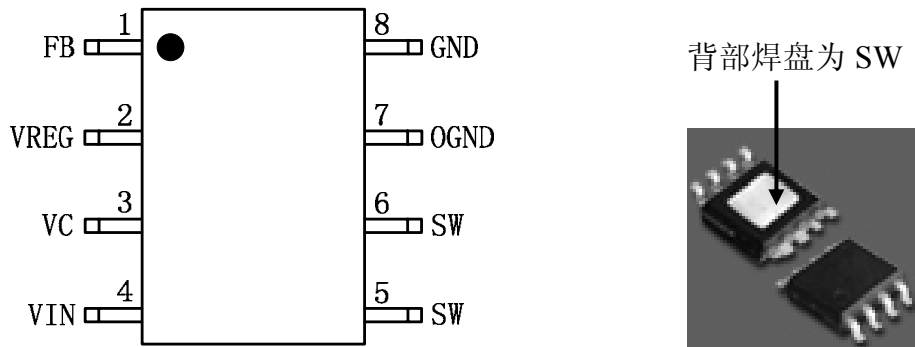 FB 1 8 GND
VREG 2 7 OGND
VC 3 6 SW
VIN 4 5 SW
背部焊盘为 SW